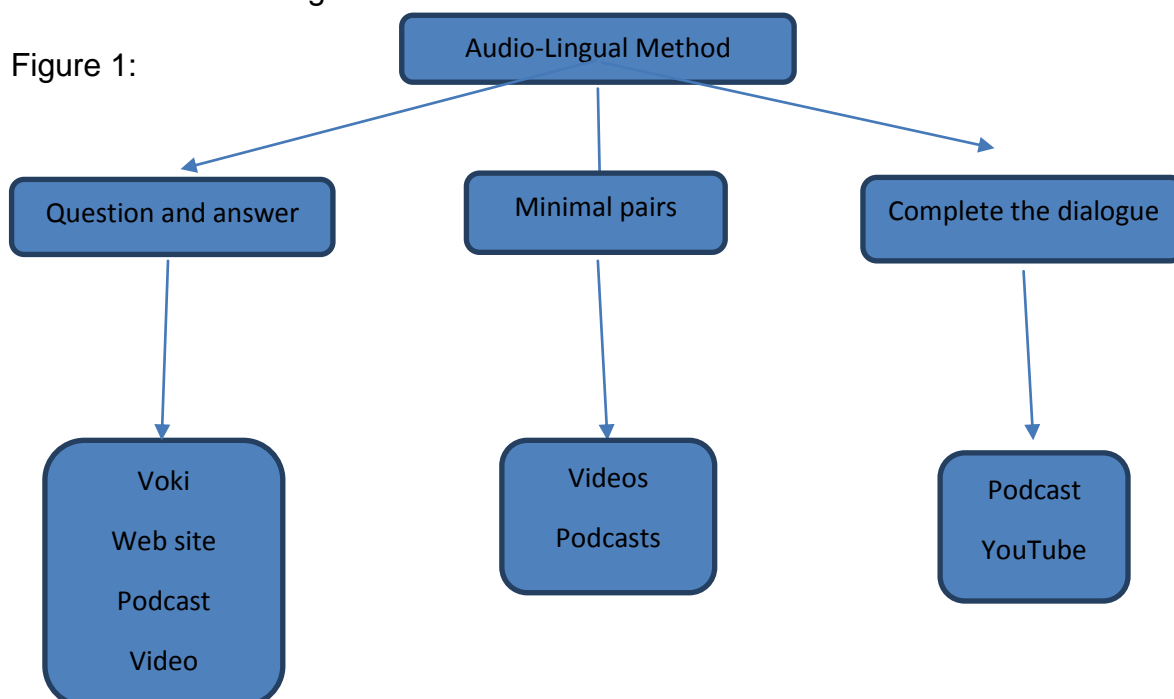 Audio-Lingual Method
Figure 1:
Question and answer
Minimal pairs
Complete the dialogue
Voki
Web site
Podcast
Video
Videos
Podcasts
Podcast
YouTube